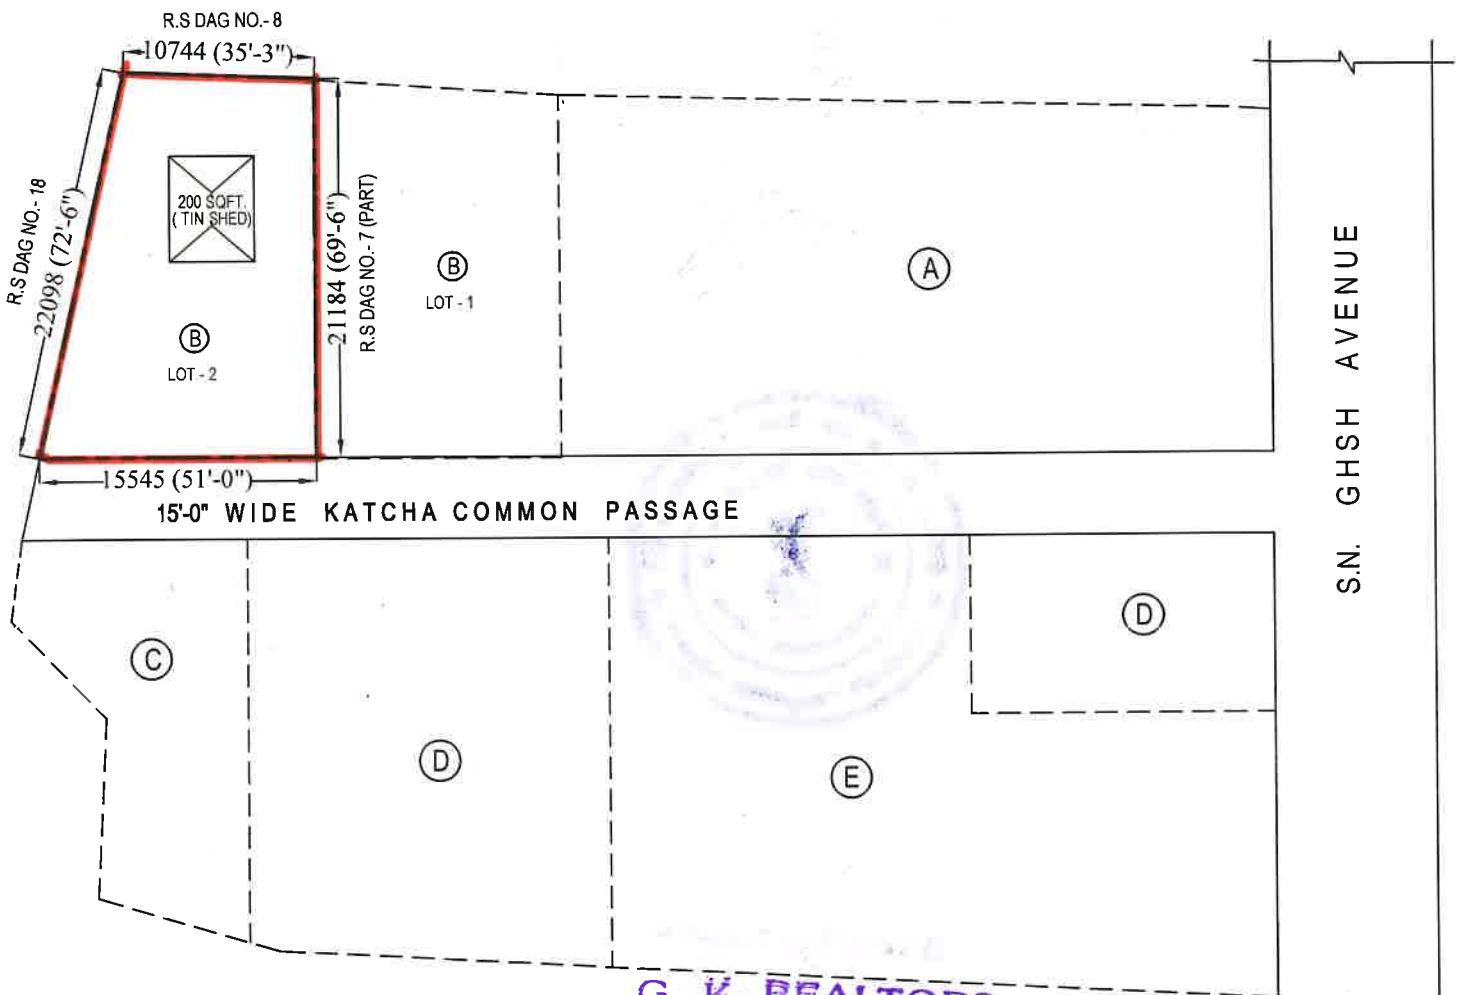 R.S DAG NO.- 8
10744 (35'-3")
R.S DAG NO.- 18
22098 (72'-6")
200 SQFT.
( TIN SHED)
21184 (69'-6")
R.S DAG NO.- 7 (PART)
B
LOT - 2
B
LOT - 1
A
S.N. GHSH AVENUE
15545 (51'-0")
15'-0" WIDE KATCHA COMMON PASSAGE
C
D
E
D
G. K. REALTORS